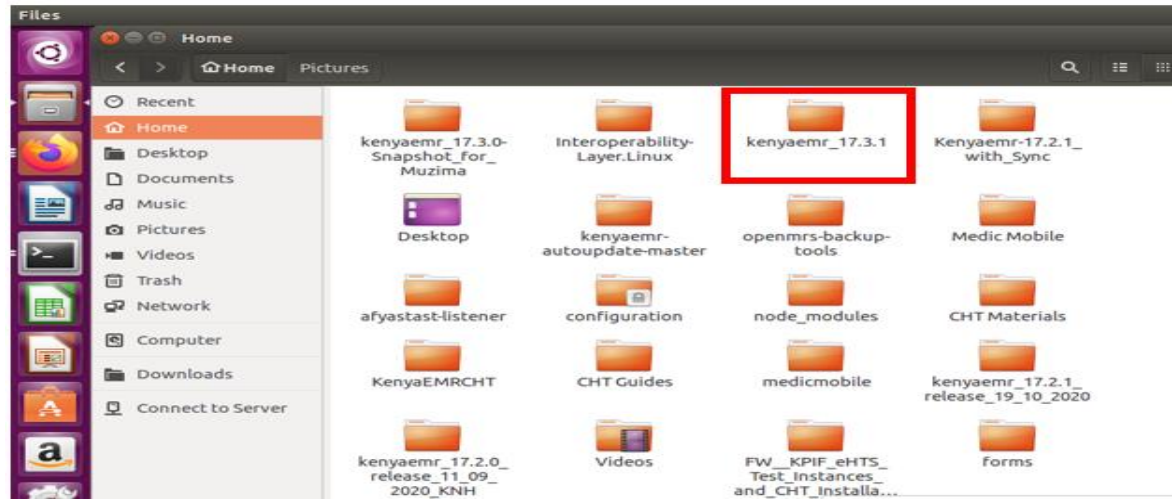 Files
Home
Home Pictures
Recent
Home
Desktop
Documents
Music
Pictures
Videos
Trash
Network
Computer
Downloads
Connect to Server
kenyaemr_17.3.0-
Snapshot_for_
Muzima
Interoperability-
Layer.Linux
kenyaemr_17.3.1
Kenyaemr-17.2.1_
with_Sync
Desktop
kenyaemr-
autoupdate-master
openmrs-backup-
tools
Medic Mobile
afyastast-listener
configuration
node_modules
CHT Materials
KenyaEMRCHT
CHT Guides
medicmobile
kenyaemr_17.2.1_
release_19_10_2020
kenyaemr_17.2.0_
release_11_09_
2020_KNH
Videos
FW__KPIF_eHTS_
Test_Instances_
and_CHT_Installa...
forms